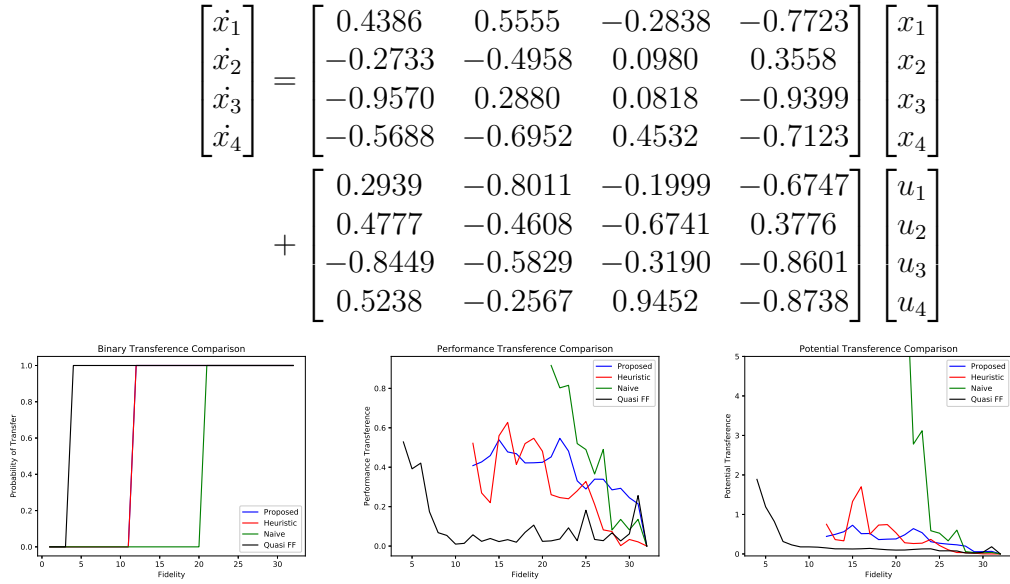 ẋ₁ 0.4386 0.5555 −0.2838 −0.7723 x₁
ẋ₂ −0.2733 −0.4958 0.0980 0.3558 x₂
=
ẋ₃ −0.9570 0.2880 0.0818 −0.9399 x₃
ẋ₄ −0.5688 −0.6952 0.4532 −0.7123 x₄
0.2939 −0.8011 −0.1999 −0.6747 u₁
0.4777 −0.4608 −0.6741 0.3776 u₂
+
−0.8449 −0.5829 −0.3190 −0.8601 u₃
0.5238 −0.2567 0.9452 −0.8738 u₄
Binary Transference Comparison
Probability of Transfer
1.0
0.8
0.6
0.4
0.2
0.0
Proposed
Heuristic
Naive
Quasi FF
0 5 10 15 20 25 30
Fidelity
Performance Transference Comparison
Performance Transference
0.8
0.6
0.4
0.2
0.0
Proposed
Heuristic
Naive
Quasi FF
5 10 15 20 25 30
Fidelity
Potential Transference Comparison
Potential Transference
5
4
3
2
1
0
Proposed
Heuristic
Naive
Quasi FF
5 10 15 20 25 30
Fidelity